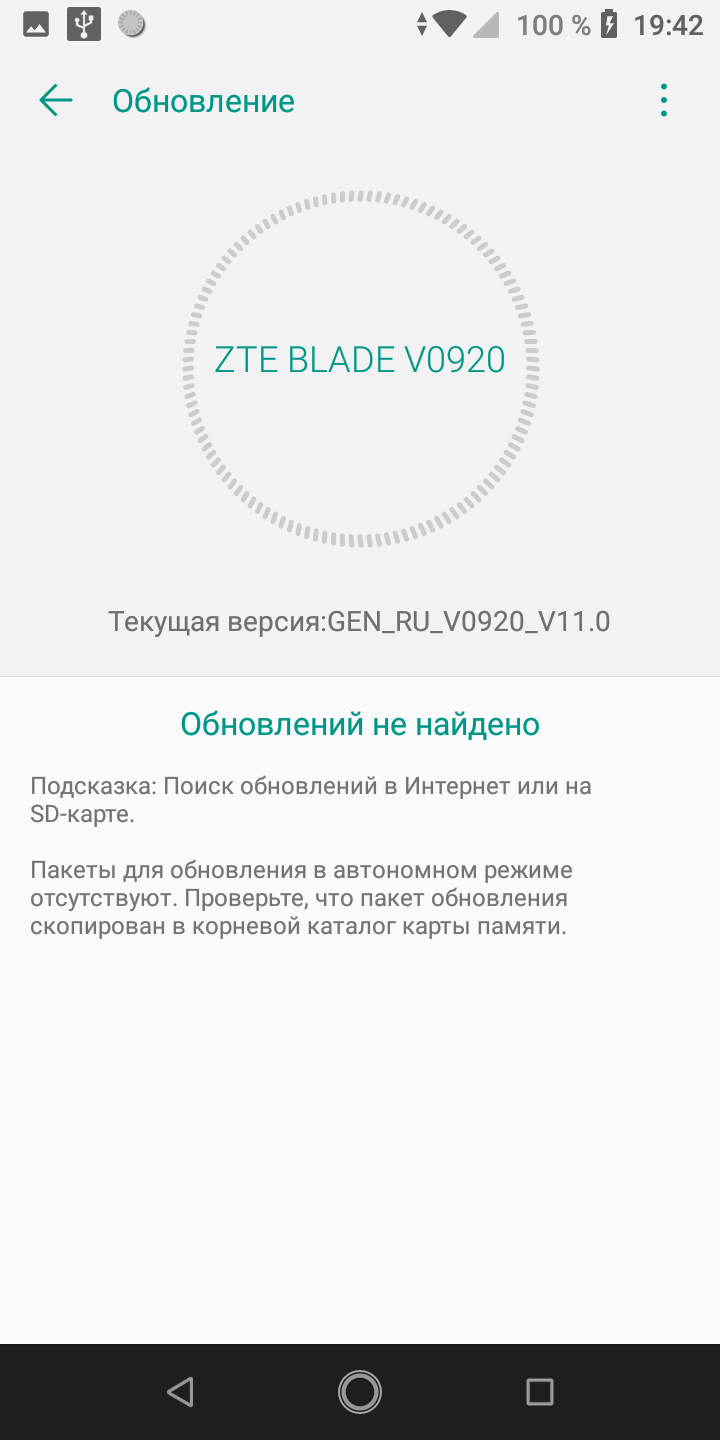 100 % 19:42
Обновление
ZTE BLADE V0920
Текущая версия:GEN_RU_V0920_V11.0
Обновлений не найдено
Подсказка: Поиск обновлений в Интернет или на
SD-карте.
Пакеты для обновления в автономном режиме
отсутствуют. Проверьте, что пакет обновления
скопирован в корневой каталог карты памяти.